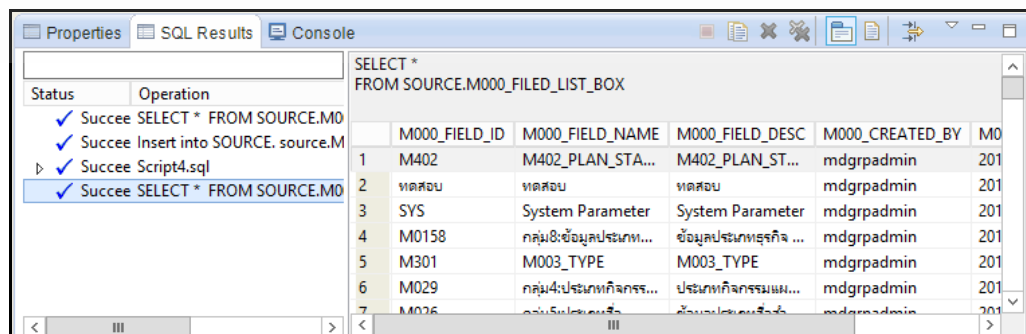 Properties SQL Results Console
SELECT *
FROM SOURCE.M000_FILED_LIST_BOX
Status Operation
Succee SELECT * FROM SOURCE.M0
Succee Insert into SOURCE. source.M
Succee Script4.sql
Succee SELECT * FROM SOURCE.M0
M000_FIELD_ID M000_FIELD_NAME M000_FIELD_DESC M000_CREATED_BY M0
1 M402 M402_PLAN_STA... M402_PLAN_ST... mdgrpadmin 201
2 ทดสอบ ทดสอบ ทดสอบ mdgrpadmin 201
3 SYS System Parameter System Parameter mdgrpadmin 201
4 M0158 กลุ่ม8:ข้อมูลประเภท... ข้อมูลประเภทธุรกิจ ... mdgrpadmin 201
5 M301 M003_TYPE M003_TYPE mdgrpadmin 201
6 M029 กลุ่ม4:ประเภทกิจกรร... ประเภทกิจกรรมแผ... mdgrpadmin 201
7 M026 mdgrpadmin 201